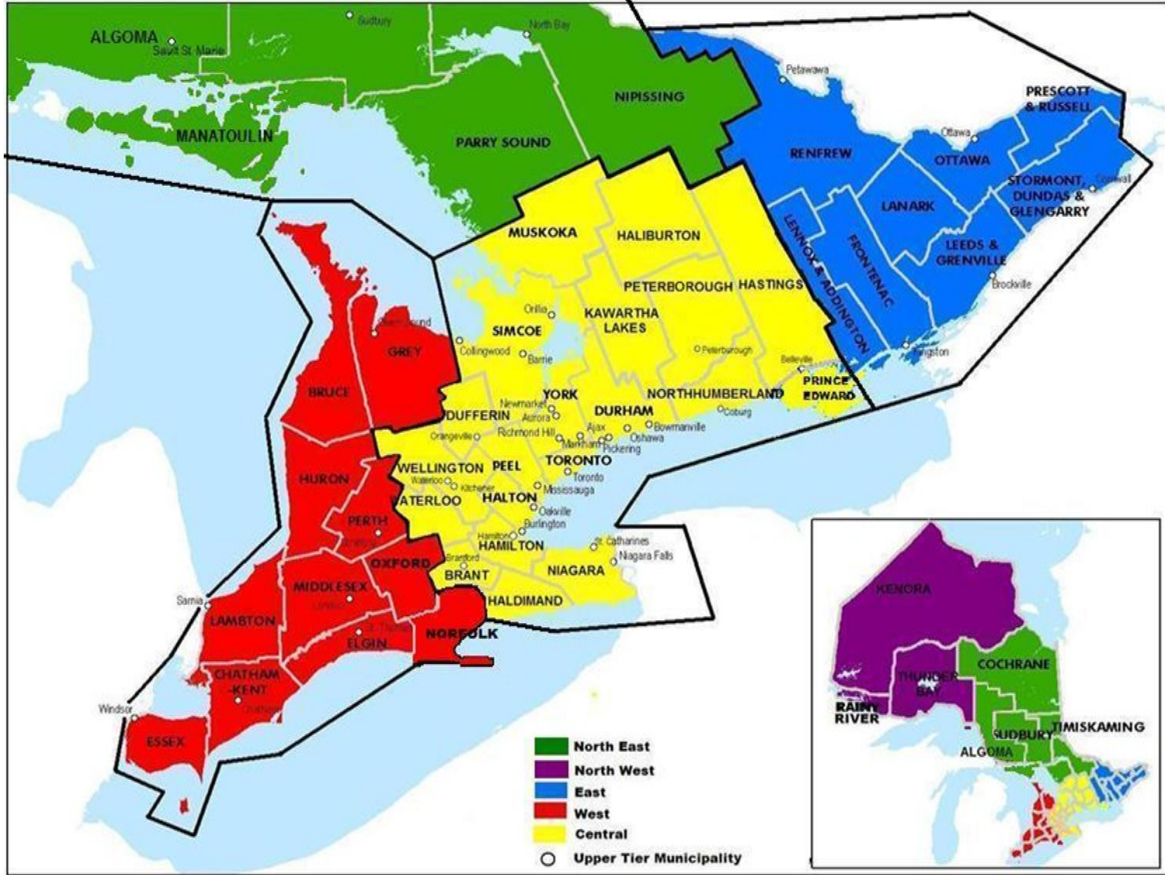 ALGOMA
Sudbury
Sault St. Marie
North Bay
MANATOULIN
PARRY SOUND
NIPISSING
Petawawa
RENFREW
PRESCOTT
& RUSSELL
Ottawa
OTTAWA
STORMONT,
DUNDAS &
GLENGARRY
Cornwall
LANARK
LEEDS &
GRENVILLE
Brockville
LENNOX & ADDINGTON
FRONTENAC
Kingston
MUSKOKA
HALIBURTON
PETERBOROUGH
HASTINGS
KAWARTHA
LAKES
Orillia
SIMCOE
Collingwood
Barrie
Peterborough
Belleville
PRINCE
EDWARD
NORTHHUMBERLAND
Coburg
YORK
Newmarket
Aurora
DURHAM
DUFFERIN
Orangeville
Richmond Hill
Markham
Ajax
Pickering
Oshawa
Bowmanville
TORONTO
Toronto
WELLINGTON
PEEL
Waterloo
Kitchener
WATERLOO
HALTON
Mississauga
Oakville
Burlington
Hamilton
HAMILTON
St. Catharines
Niagara Falls
NIAGARA
Brantford
BRANT
HALDIMAND
GREY
BRUCE
HURON
PERTH
OXFORD
MIDDLESEX
Sarnia
LAMBTON
ELGIN
NORFOLK
CHATHAM
-KENT
Chatham
Windsor
ESSEX
North East
North West
East
West
Central
Upper Tier Municipality
KENORA
COCHRANE
THUNDER
BAY
RAINY
RIVER
SUDBURY
TIMISKAMING
ALGOMA